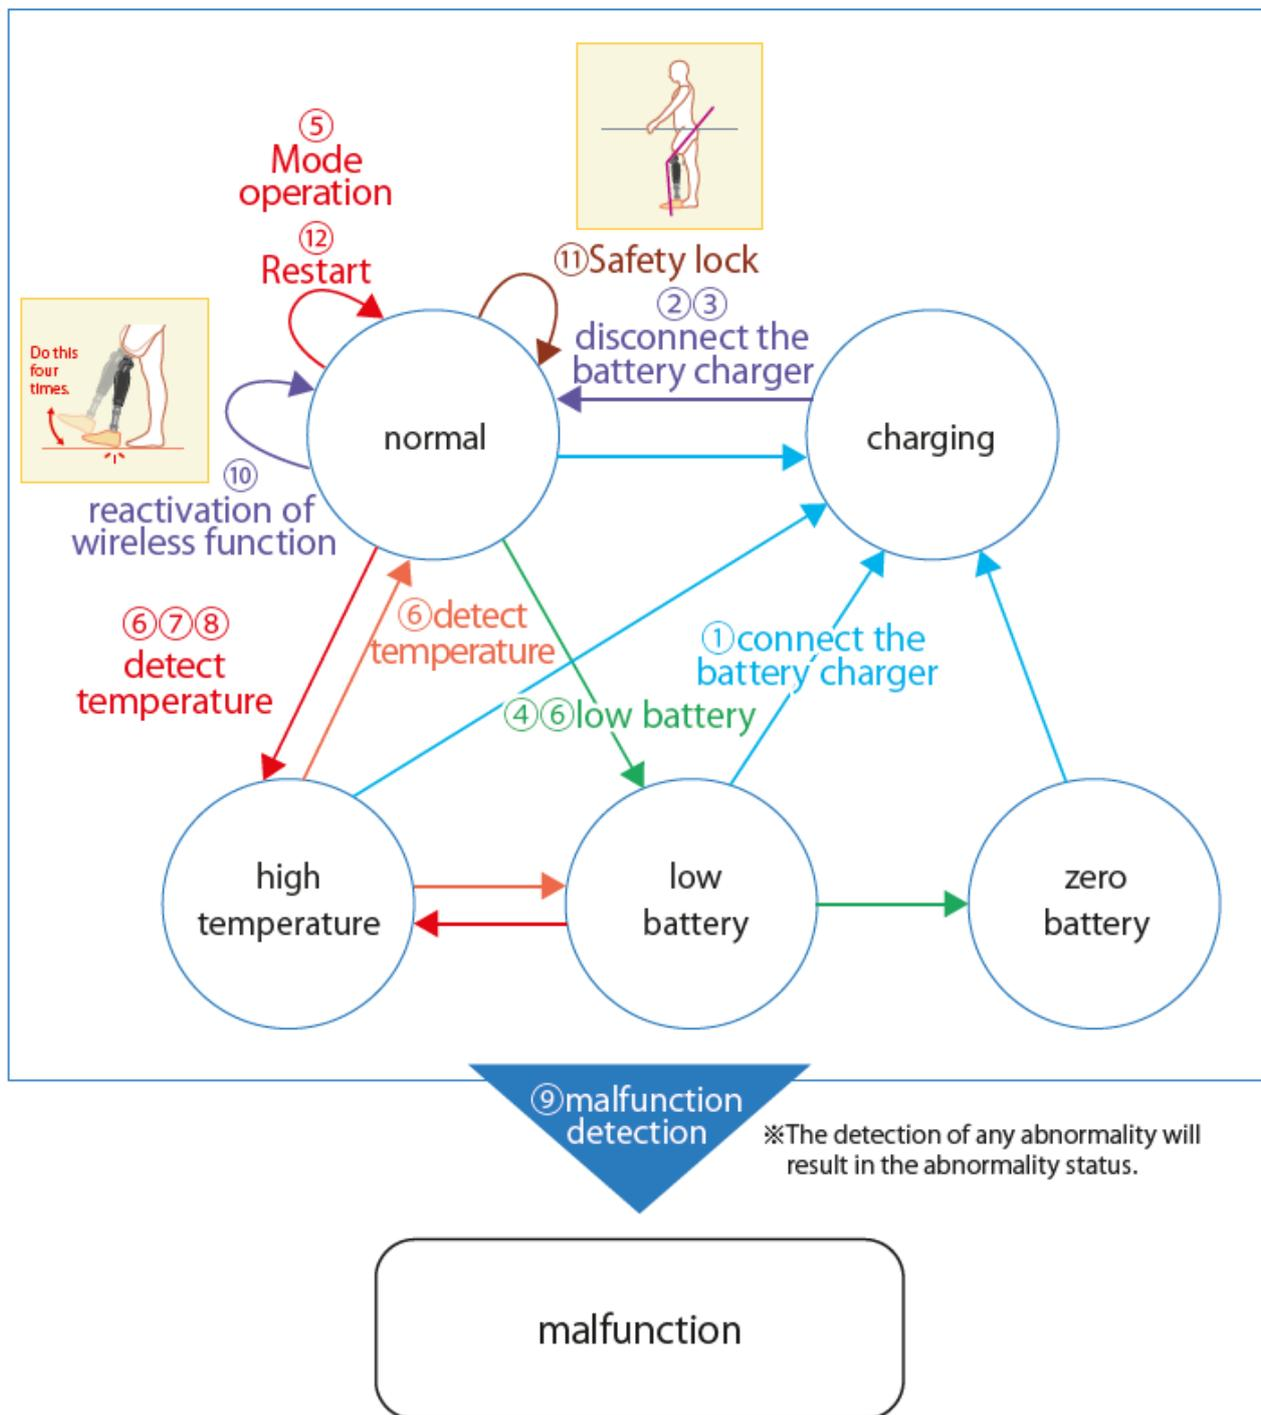 ⑤
Mode
operation
⑫
Restart
⑪Safety lock
②③
disconnect the
battery charger
Do this
four
times.
normal
charging
⑩
reactivation of
wireless function
⑥⑦⑧
detect
temperature
⑥detect
temperature
①connect the
battery charger
④⑥low battery
high
temperature
low
battery
zero
battery
⑨malfunction
detection
※The detection of any abnormality will
result in the abnormality status.
malfunction